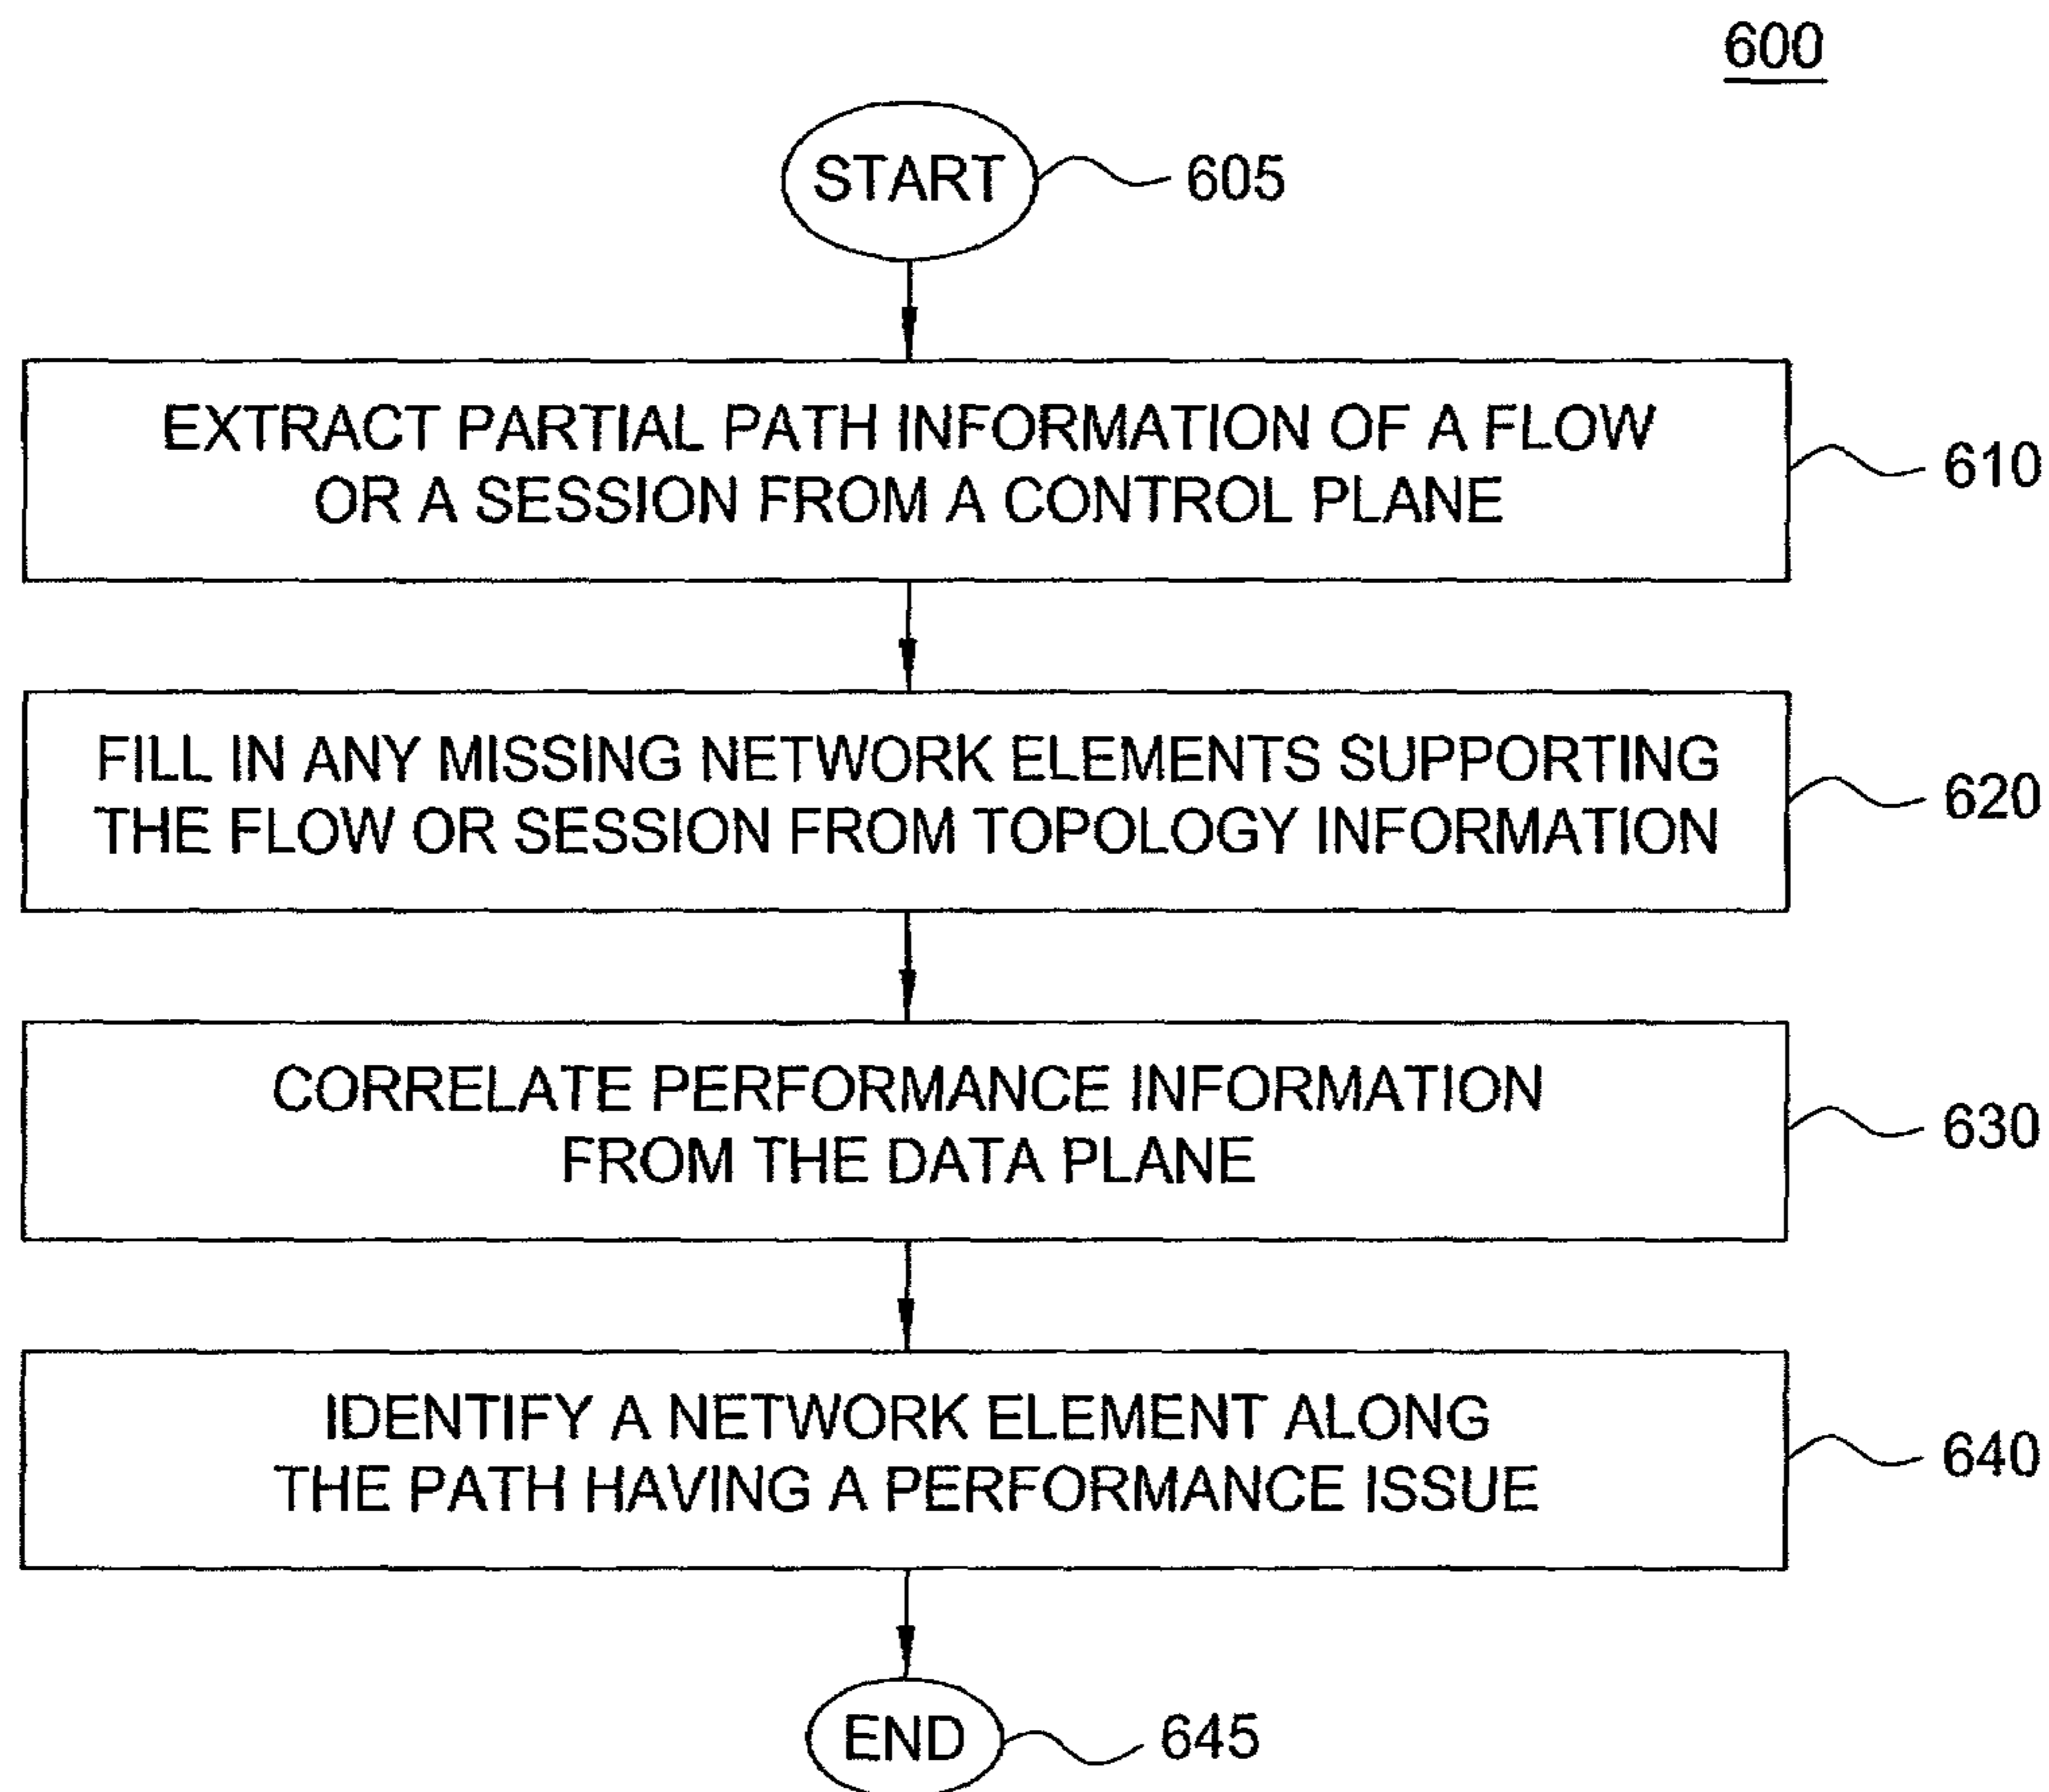 600
START
605
EXTRACT PARTIAL PATH INFORMATION OF A FLOW
OR A SESSION FROM A CONTROL PLANE
610
FILL IN ANY MISSING NETWORK ELEMENTS SUPPORTING
THE FLOW OR SESSION FROM TOPOLOGY INFORMATION
620
CORRELATE PERFORMANCE INFORMATION
FROM THE DATA PLANE
630
IDENTIFY A NETWORK ELEMENT ALONG
THE PATH HAVING A PERFORMANCE ISSUE
640
END
645